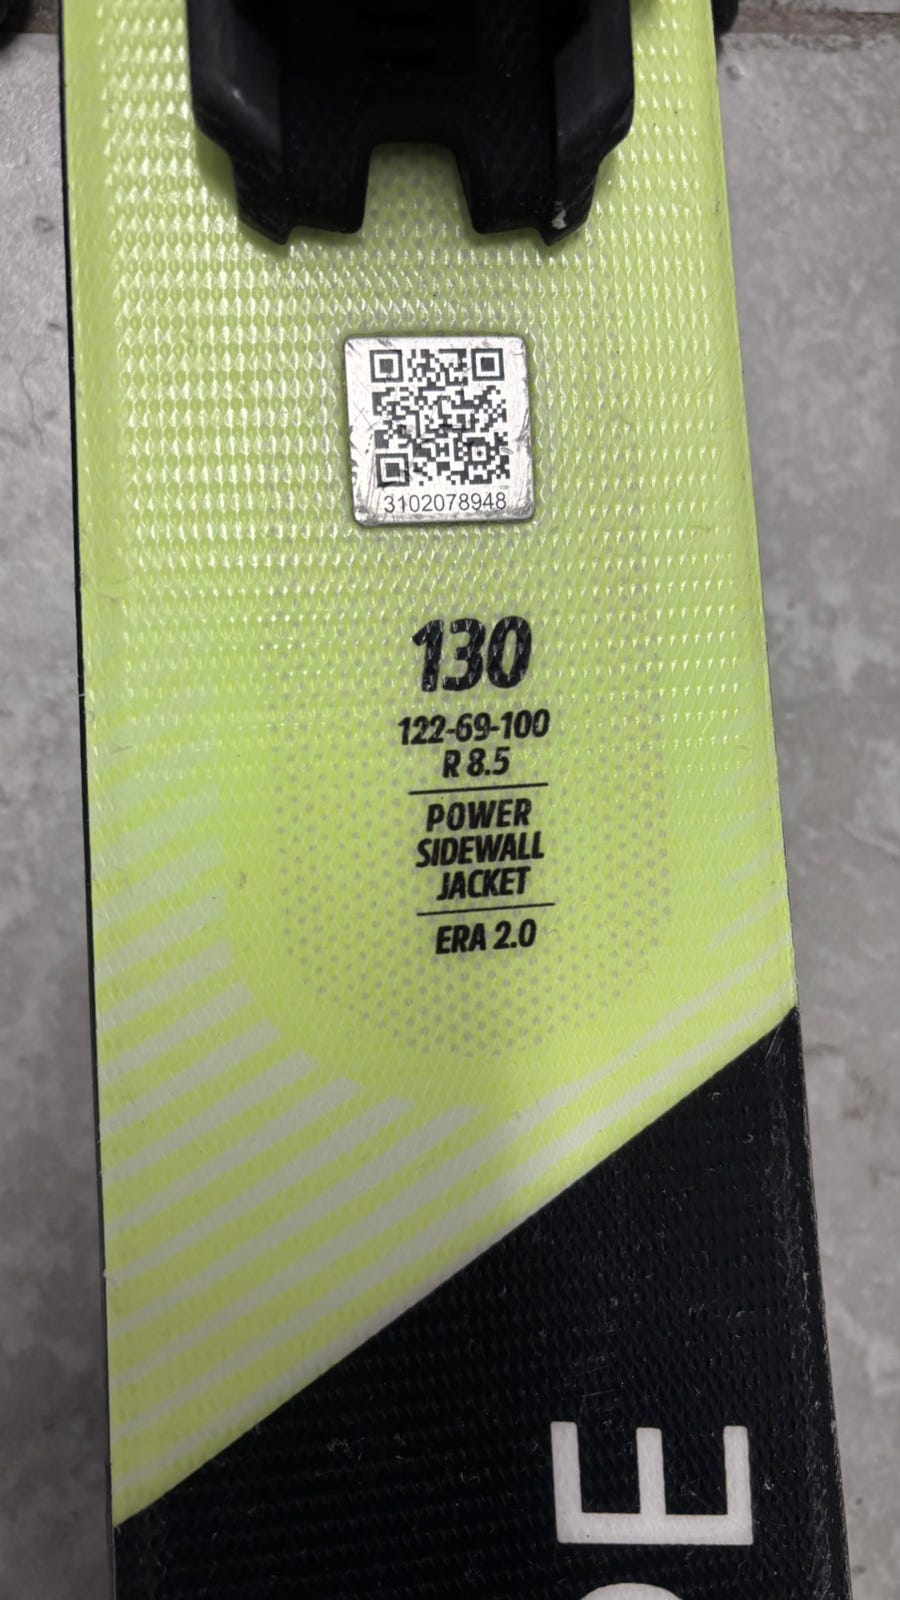 3102078948
130
122-69-100
R 8.5
POWER
SIDEWALL
JACKET
ERA 2.0
E